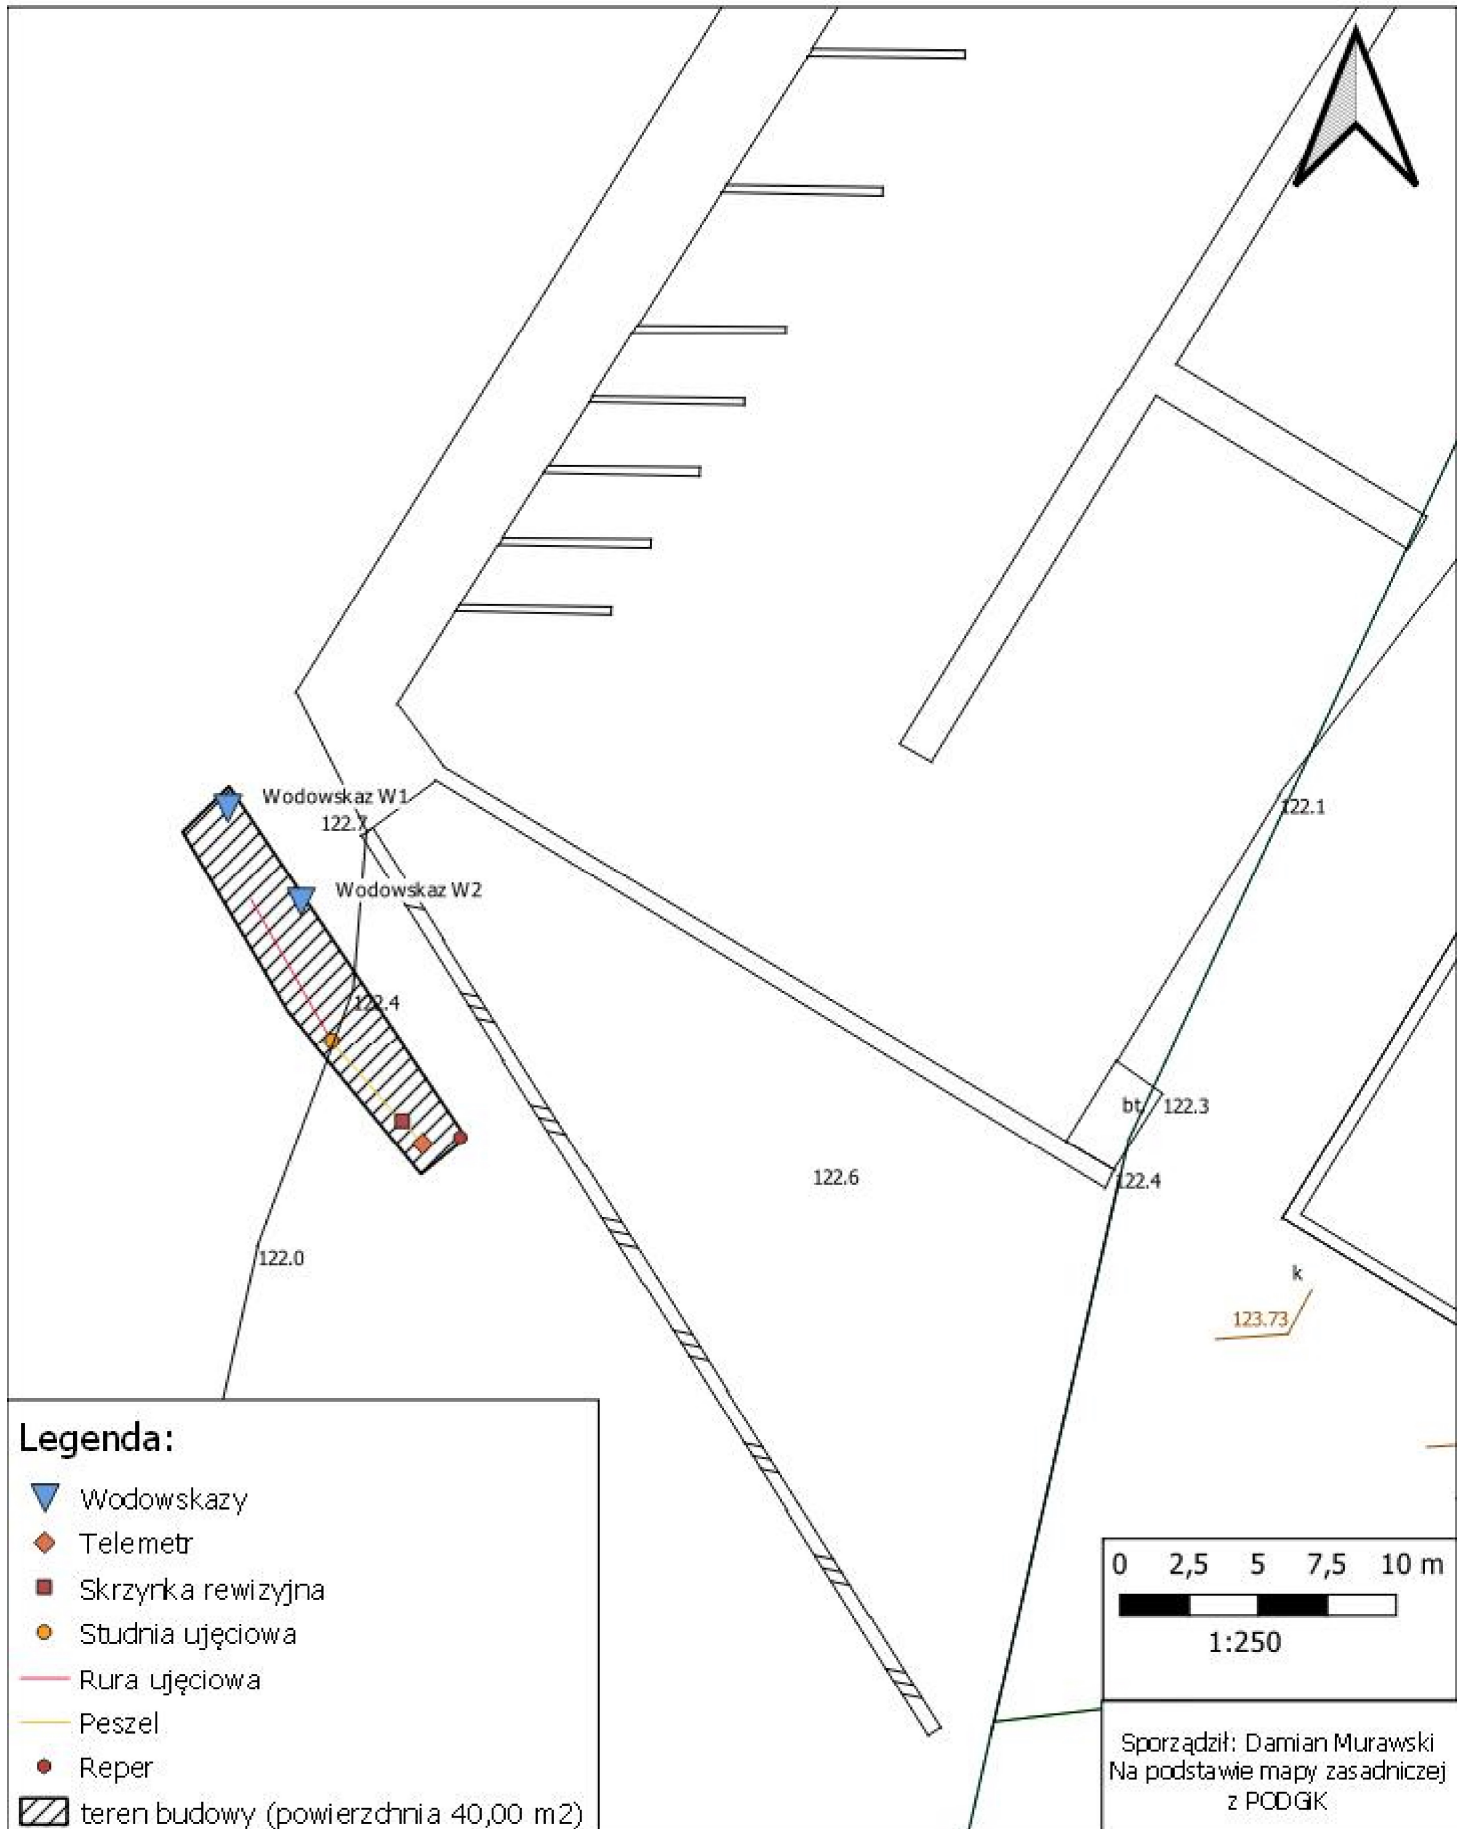 Wodowskaz W1
122.7
122.1
Wodowskaz W2
122.4
bt.
122.3
122.6
122.4
122.0
k
123.73
Legenda:
Wodowskazy
Telemetr
Skrzynka rewizyjna
Studnia ujęciowa
Rura ujęciowa
Peszel
Reper
teren budowy (powierzchnia 40,00 m2)
0 2,5 5 7,5 10 m
1:250
Sporządził: Damian Murawski
Na podstawie mapy zasadniczej
z PODGiK